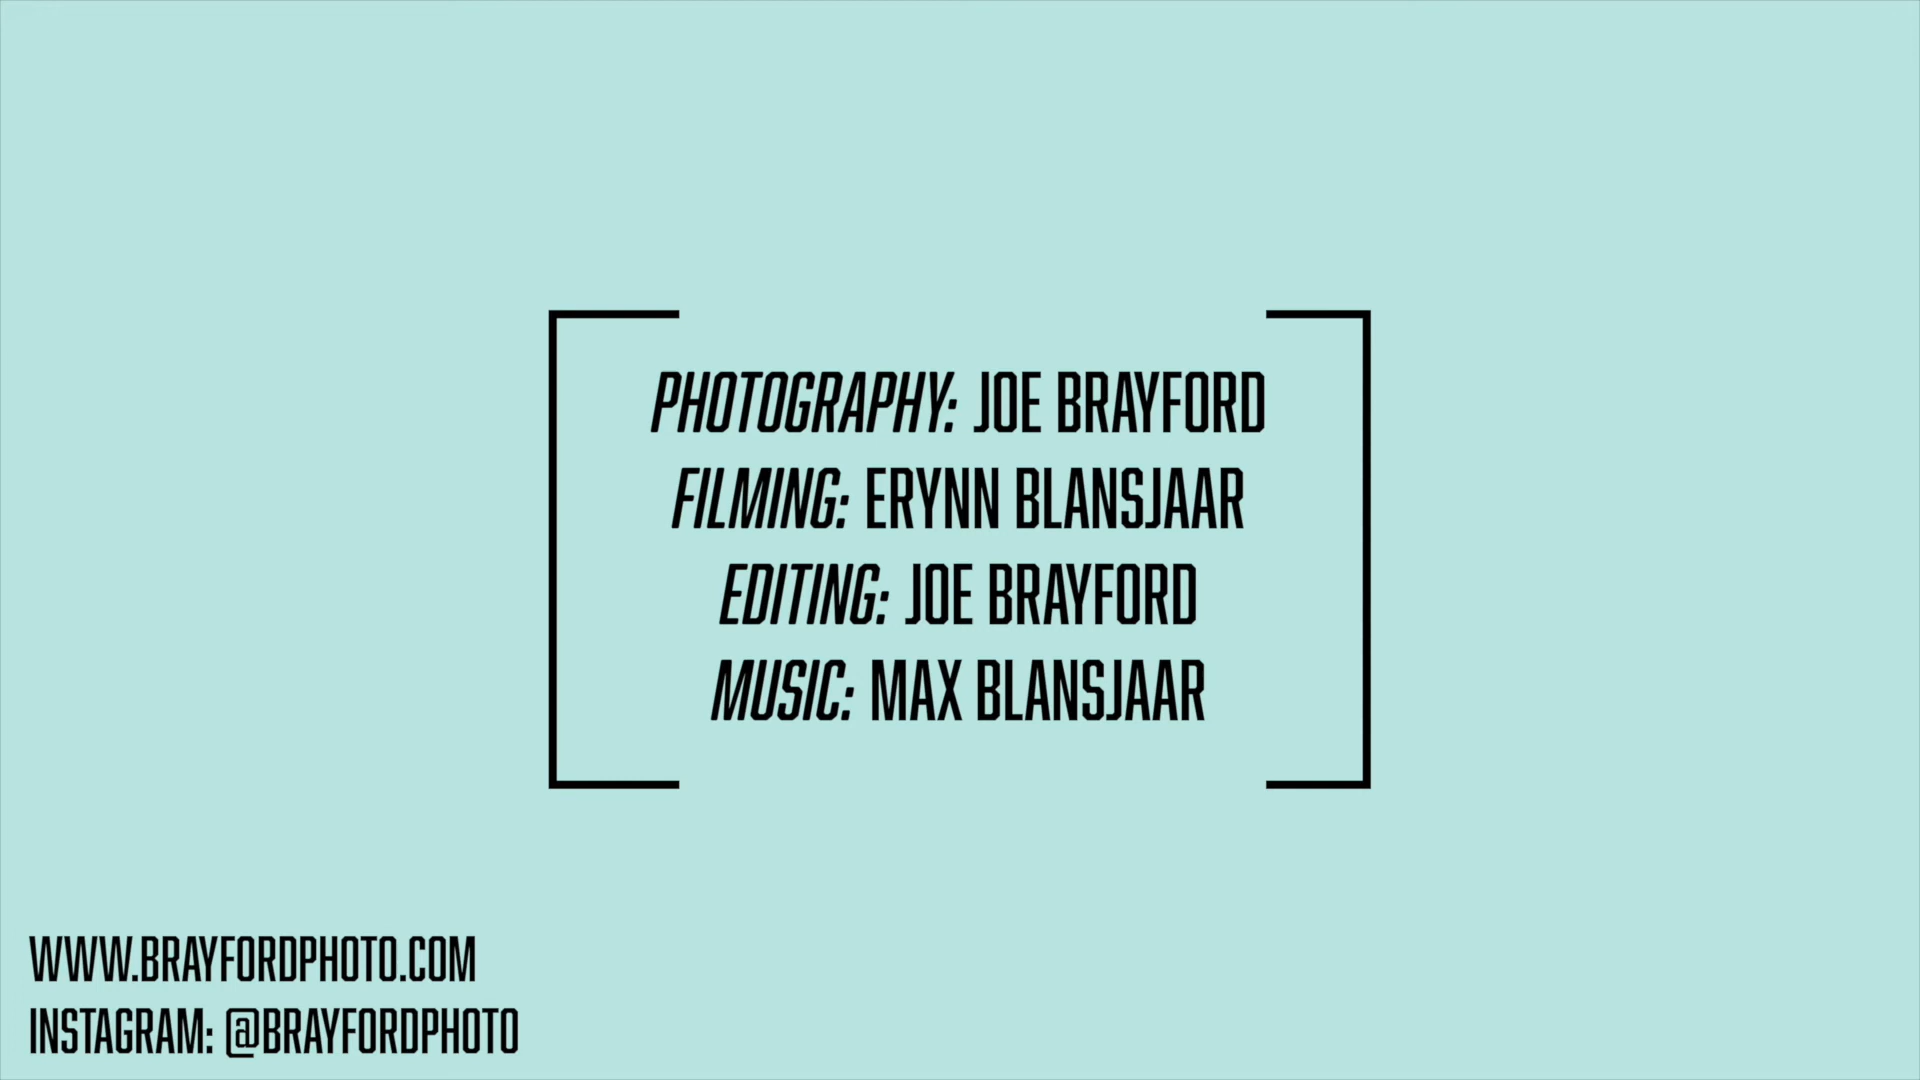 PHOTOGRAPHY: JOE BRAYFORD
FILMING: ERYNN BLANSJAAR
EDITING: JOE BRAYFORD
MUSIC: MAX BLANSJAAR
WWW.BRAYFORDPHOTO.COM
INSTAGRAM: @BRAYFORDPHOTO